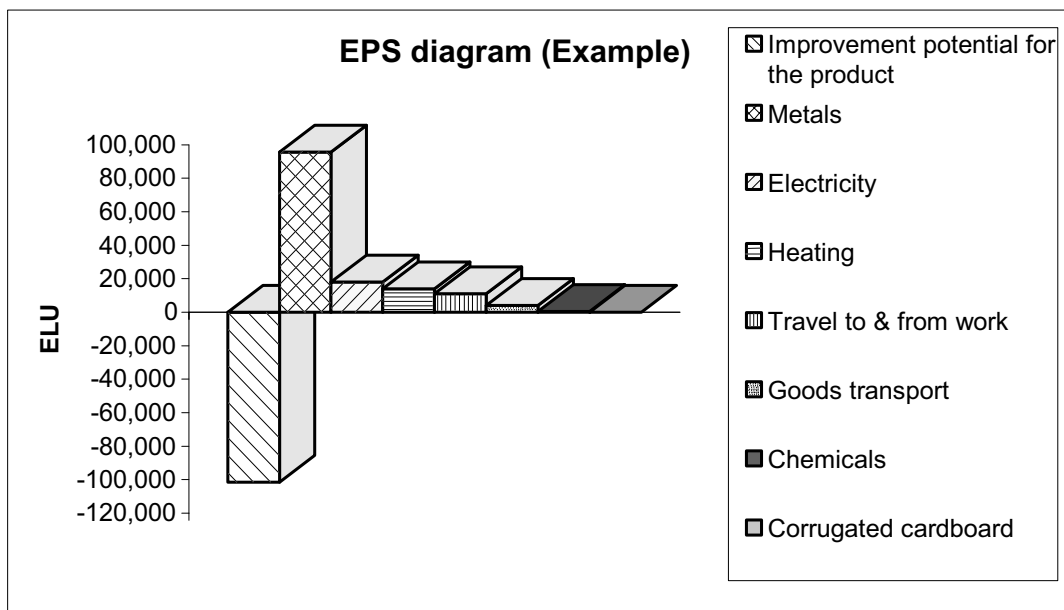 EPS diagram (Example)
100,000
80,000
60,000
40,000
20,000
0
-20,000
-40,000
-60,000
-80,000
-100,000
-120,000
ELU
Improvement potential for
the product
Metals
Electricity
Heating
Travel to & from work
Goods transport
Chemicals
Corrugated cardboard